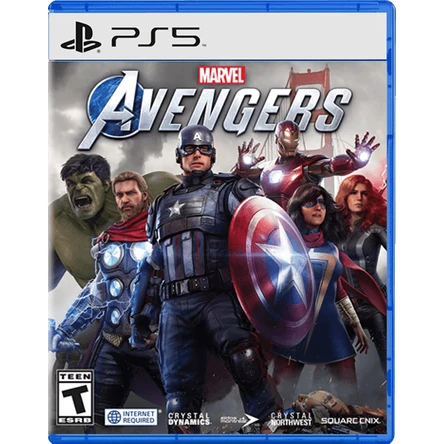 PS5
MARVEL
AVENGERS
TEEN
T
ESRB
INTERNET
REQUIRED
CRYSTAL
DYNAMICS
CRYSTAL
NORTHWEST
SQUARE ENIX
A